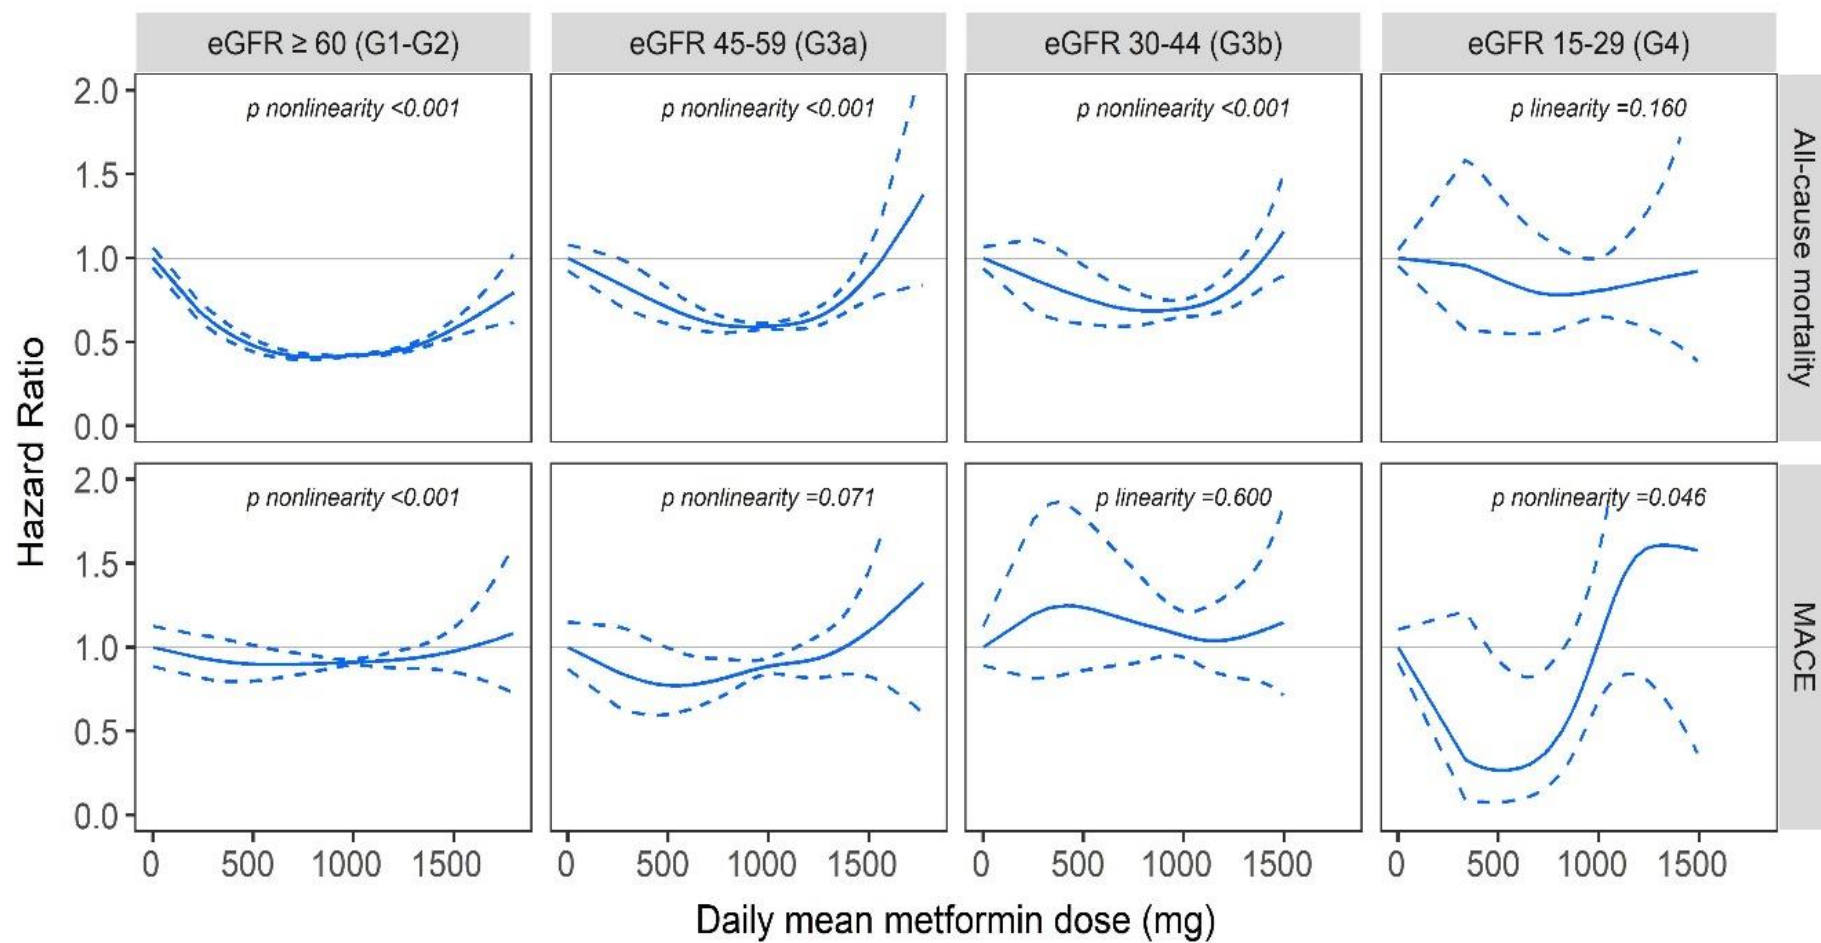 eGFR ≥ 60 (G1-G2)
eGFR 45-59 (G3a)
eGFR 30-44 (G3b)
eGFR 15-29 (G4)
Hazard Ratio
2.0
1.5
1.0
0.5
0.0
p nonlinearity <0.001
p nonlinearity <0.001
p nonlinearity <0.001
p linearity =0.160
All-cause mortality
2.0
1.5
1.0
0.5
0.0
p nonlinearity <0.001
p nonlinearity =0.071
p linearity =0.600
p nonlinearity =0.046
MACE
0 500 1000 1500
0 500 1000 1500
0 500 1000 1500
0 500 1000 1500
Daily mean metformin dose (mg)